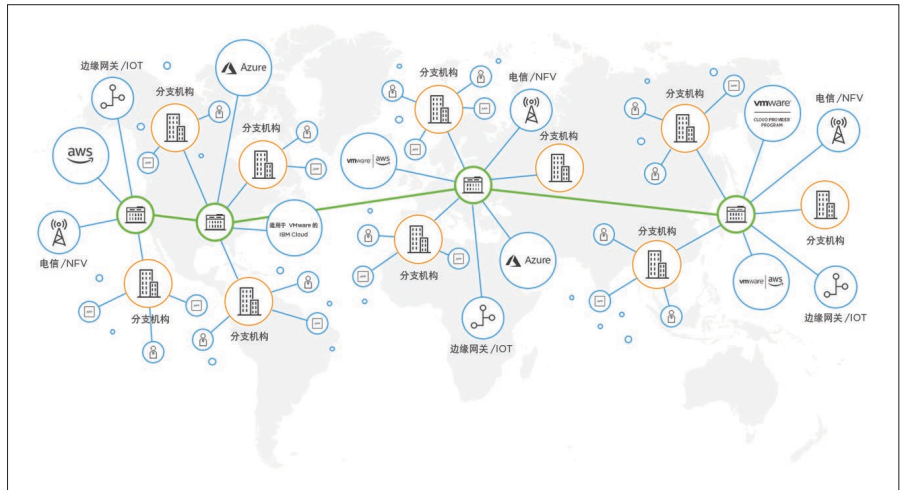 边缘网关/IOT
分支机构
Azure
分支机构
aws
适用于 VMware 的
IBM Cloud
电信/NFV
分支机构
分支机构
分支机构
电信/NFV
分支机构
vmware | aws
分支机构
Azure
边缘网关/IOT
分支机构
vmware
CLOUD PROVIDER
PROGRAM
电信/NFV
分支机构
分支机构
vmware | aws
边缘网关/IOT